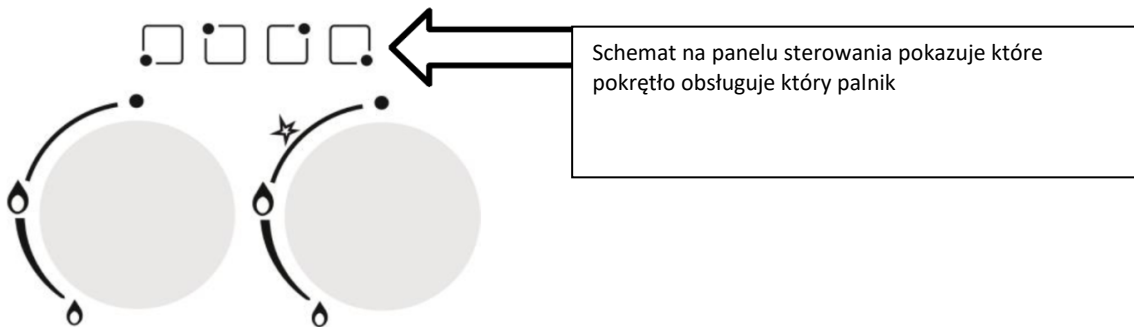 Schemat na panelu sterowania pokazuje które
pokrętło obsługuje który palnik